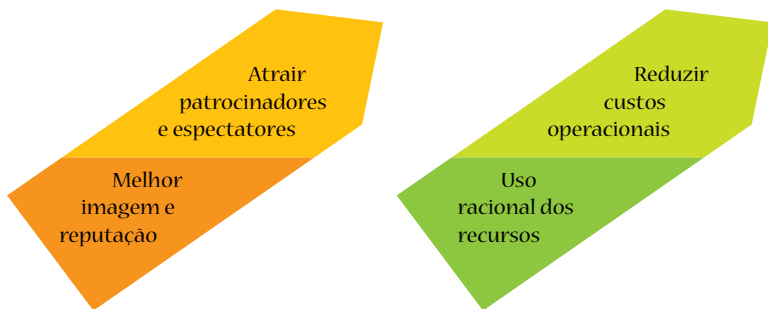 Atrair
patrocinadores
e espectatores
Melhor
imagem e
reputação
Reduzir
custos
operacionais
Uso
racional dos
recursos